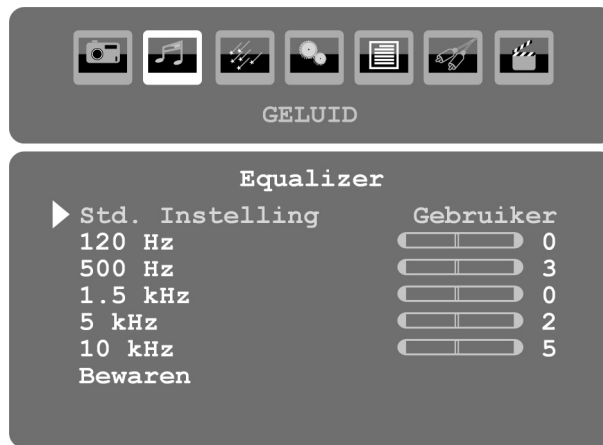 GELUID
Equalizer
Std. Instelling Gebruiker
120 Hz 0
500 Hz 3
1.5 kHz 0
5 kHz 2
10 kHz 5
Bewaren